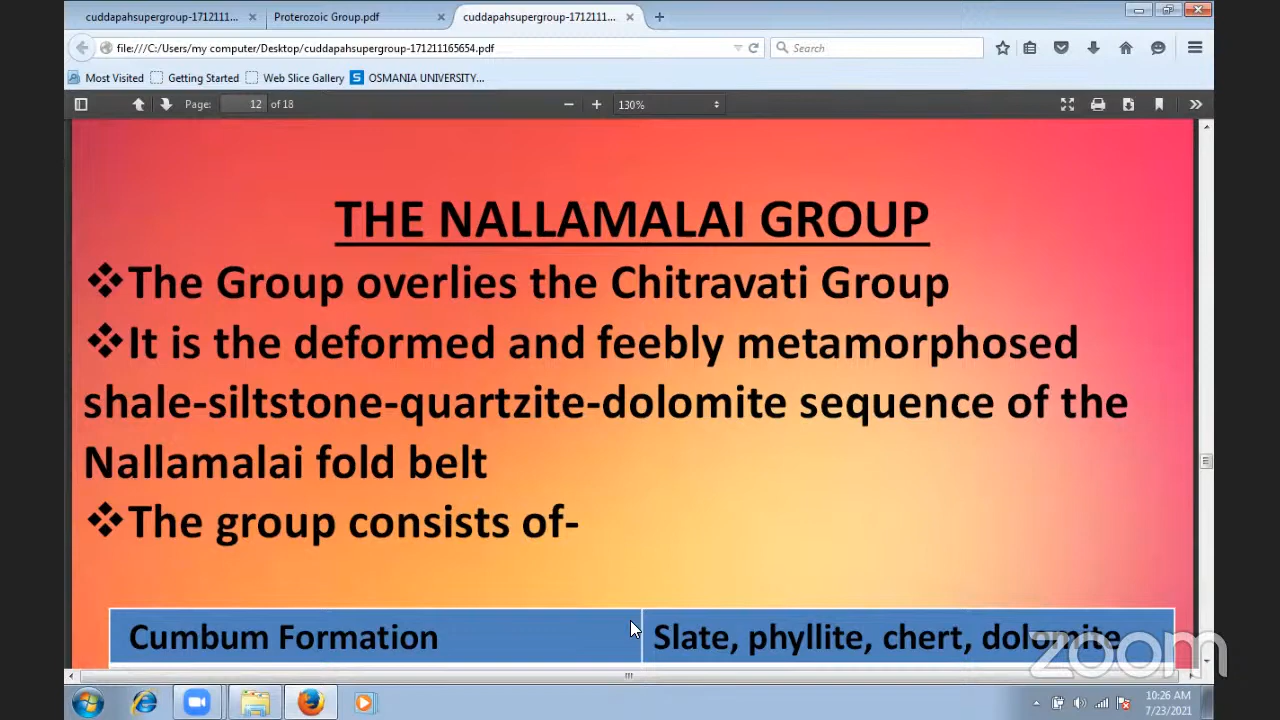 cuddapahsupergroup-1712111...
Proterozoic Group.pdf
cuddapahsupergroup-1712111...
file:///C:/Users/my computer/Desktop/cuddapahsupergroup-171211165654.pdf
Search
Most Visited
Getting Started
Web Slice Gallery
S
OSMANIA UNIVERSITY...
Page: 12 of 18
130%
THE NALLAMALAI GROUP
❖The Group overlies the Chitravati Group
❖It is the deformed and feebly metamorphosed
shale-siltstone-quartzite-dolomite sequence of the
Nallamalai fold belt
❖The group consists of-
Cumbum Formation
Slate, phyllite, chert, dolomite
zoom
10:26 AM
7/23/2021